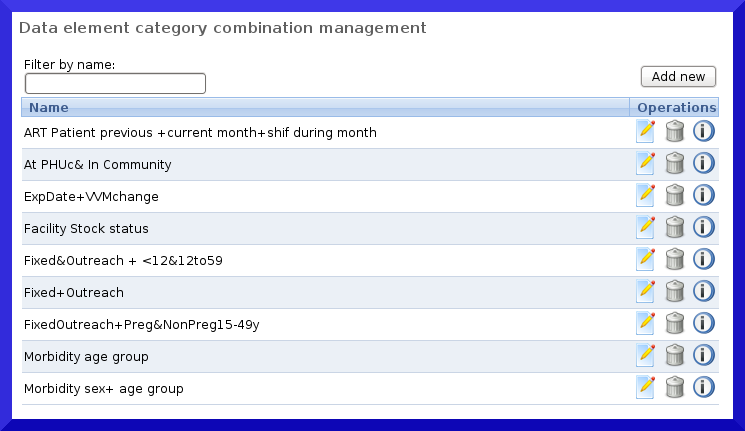 Data element category combination management
Filter by name:
Add new
Name Operations
ART Patient previous +current month+shif during month
At PHUc& In Community
ExpDate+VVMchange
Facility Stock status
Fixed&Outreach + <12&12to59
Fixed+Outreach
FixedOutreach+Preg&NonPreg15-49y
Morbidity age group
Morbidity sex+ age group